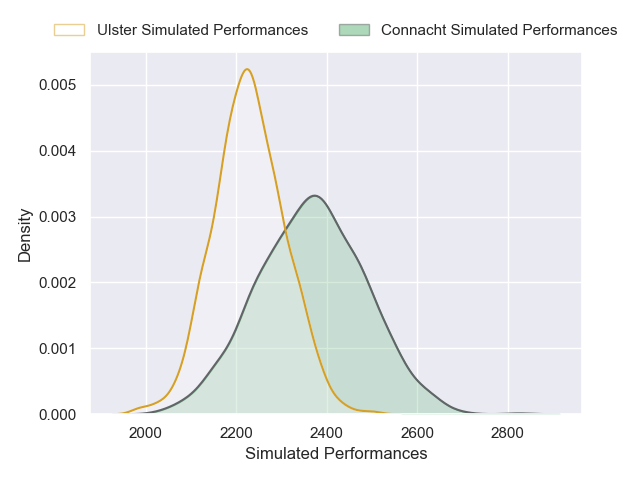 Ulster Simulated Performances Connacht Simulated Performances
0.005
0.004
0.003
0.002
0.001
0.000
Density
2000 2200 2400 2600 2800
Simulated Performances